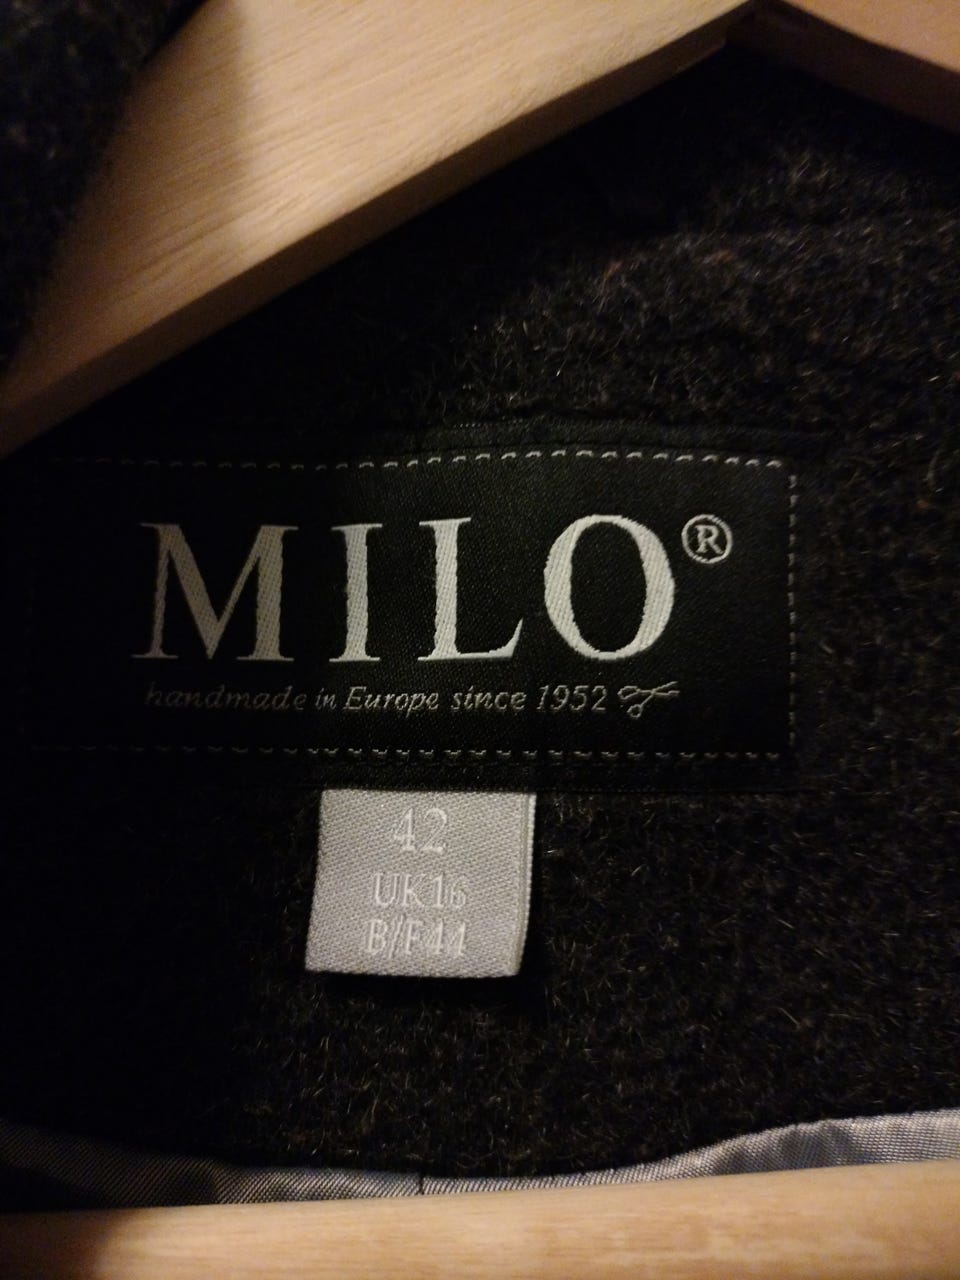 MILO®
handmade in Europe since 1952
42
UK16
B/F44